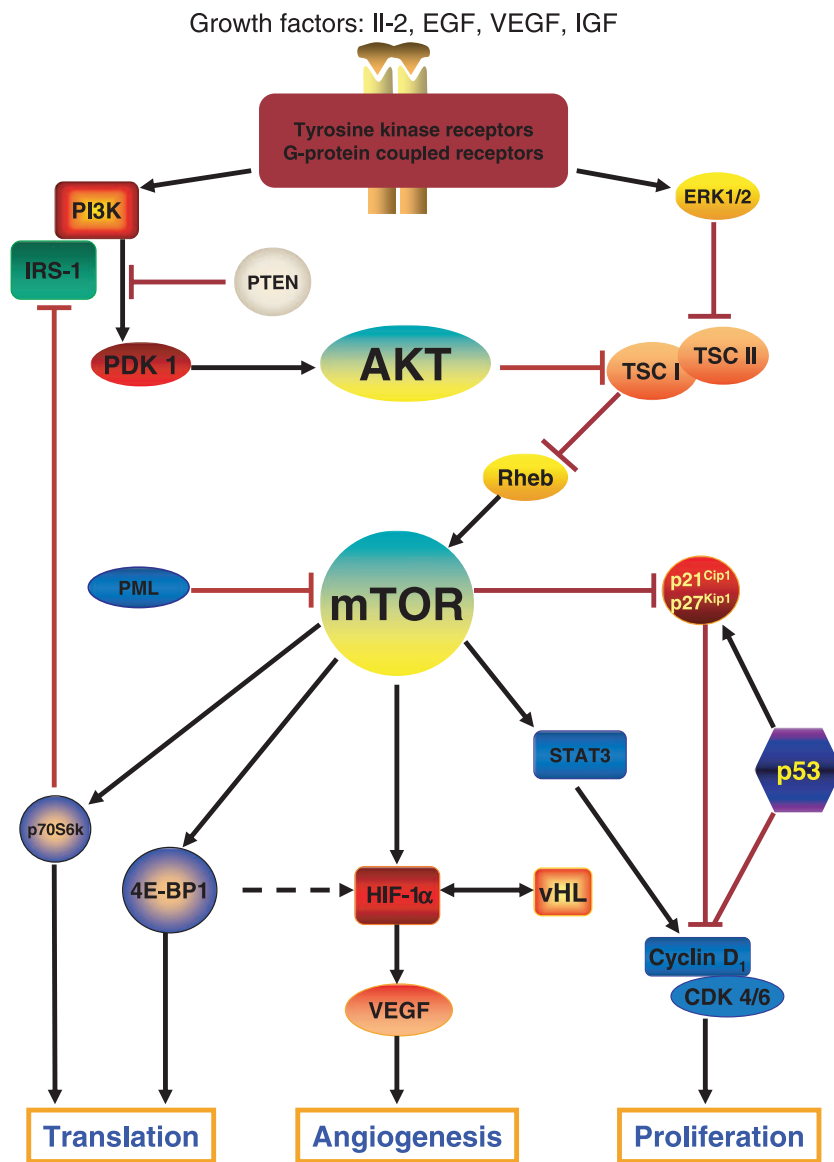 Growth factors: Il-2, EGF, VEGF, IGF
Tyrosine kinase receptors
G-protein coupled receptors
PI3K
ERK1/2
IRS-1
PTEN
PDK 1
AKT
TSC I
TSC II
Rheb
PML
mTOR
p21Cip1
p27Kip1
STAT3
p53
p70S6k
4E-BP1
HIF-1α
vHL
Cyclin D1
CDK 4/6
VEGF
Translation
Angiogenesis
Proliferation